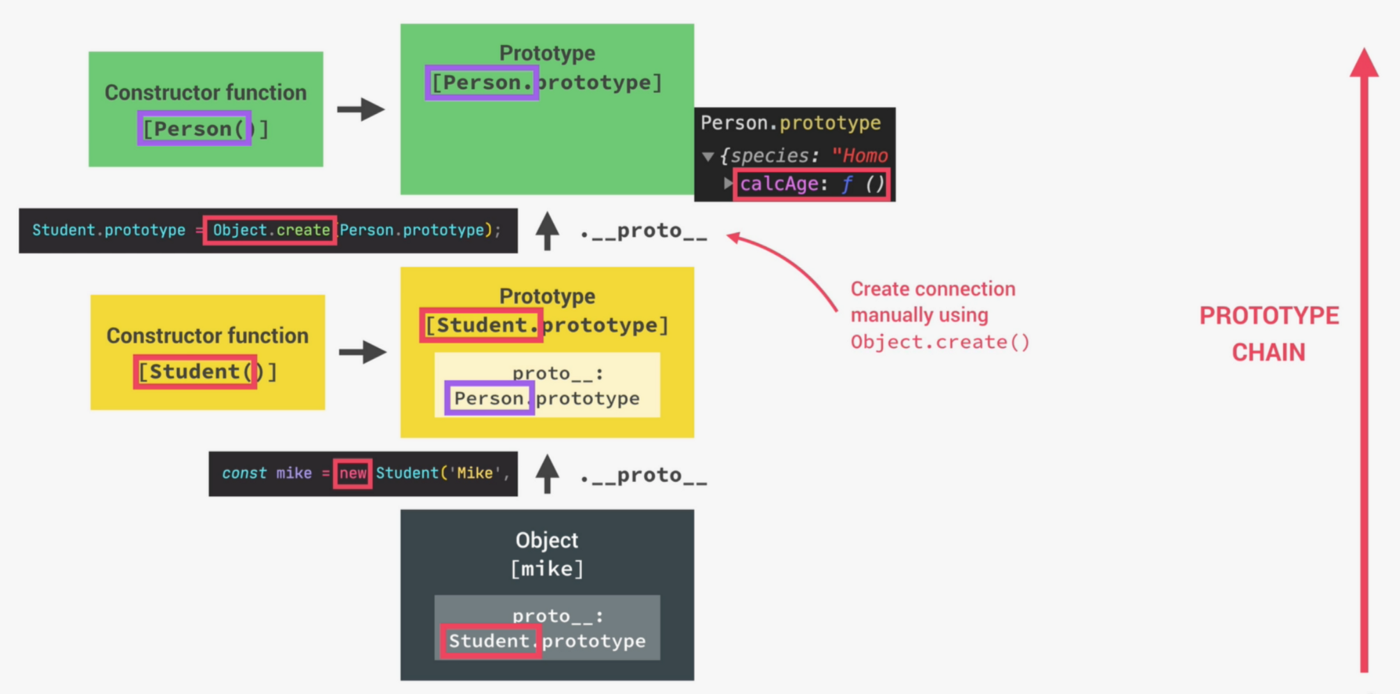 Constructor function
[Person()]
Prototype
[Person.prototype]
Person.prototype
{species: "Homo
calcAge: ƒ ()
Student.prototype = Object.create(Person.prototype);
.__proto__
Create connection
manually using
Object.create()
PROTOTYPE
CHAIN
Constructor function
[Student()]
Prototype
[Student.prototype]
proto__:
Person.prototype
const mike = new Student('Mike',
.__proto__
Object
[mike]
proto__:
Student.prototype